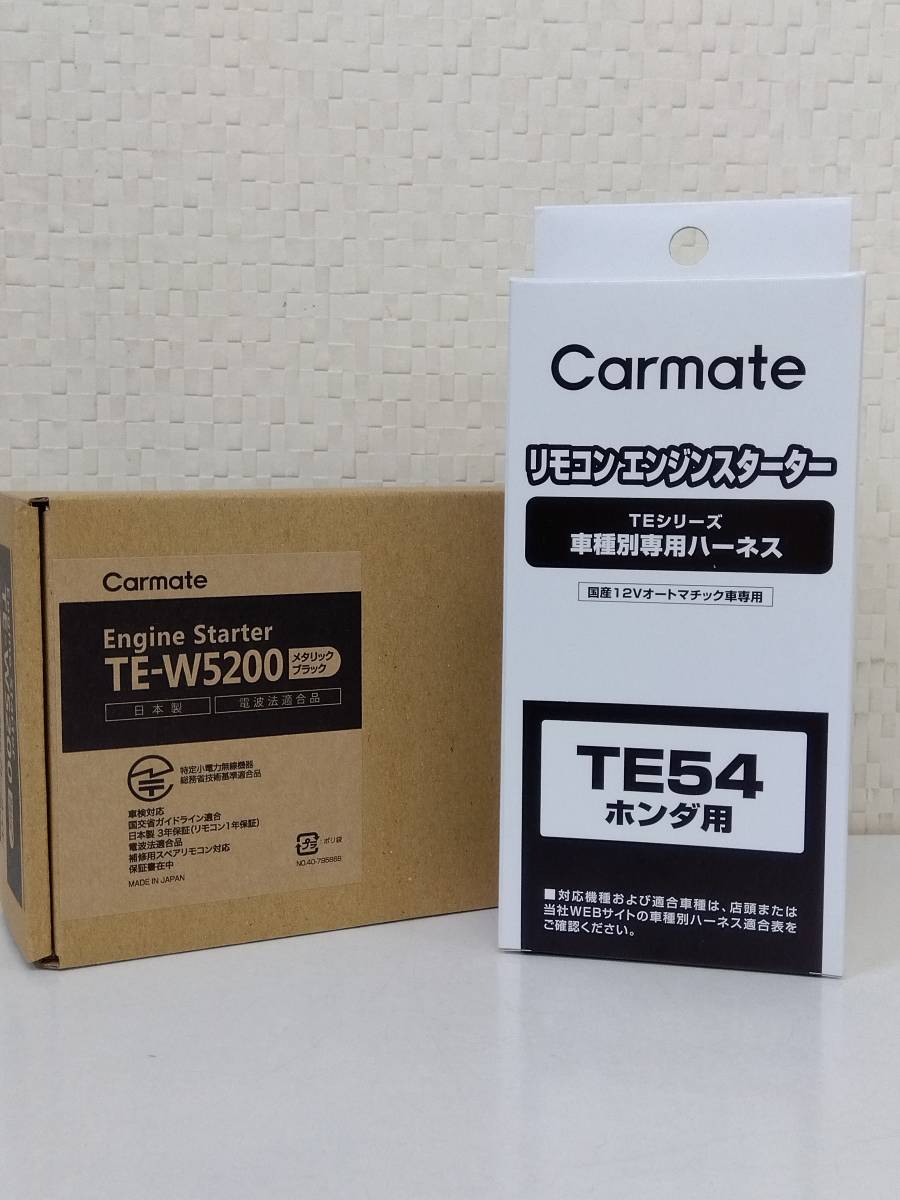 Carmate
Engine Starter
TE-W5200
メタリック
ブラック
日本製
電波法適合品
特定小電力無線機器
総務省技術基準適合品
車検対応
国交省ガイドライン適合
日本製 3年保証(リモコン1年保証)
電波法適合品
補修用スペアリモコン対応
保証書在中
MADE IN JAPAN
プラ
ポリ袋
Carmate
リモコンエンジンスターター
TEシリーズ
車種別専用ハーネス
国産12Vオートマチック車専用
TE54
ホンダ用
■対応機種および適合車種は、店頭または
当社WEBサイトの車種別ハーネス適合表を
ご確認ください。